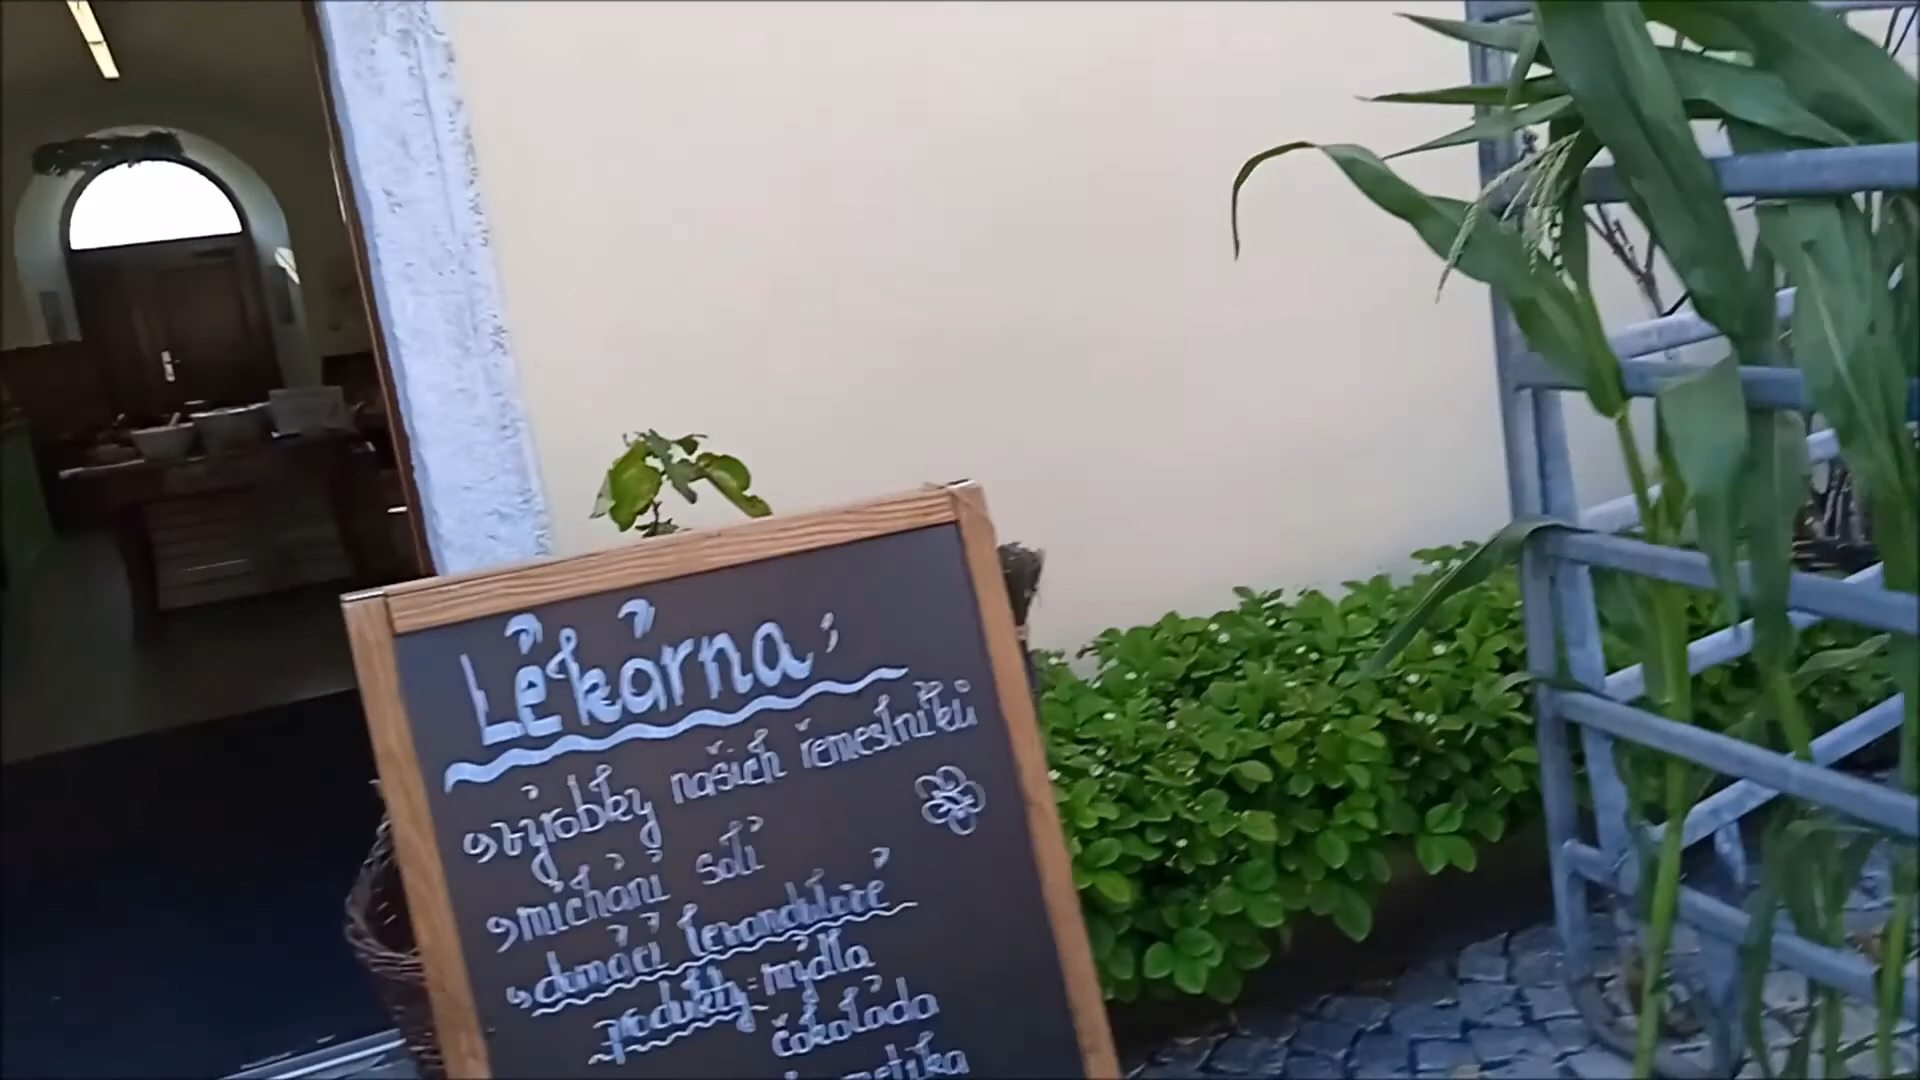 Lékárna:
výrobky našich řemeslníků
míchání solí
domácí levandulové
produkty: mýdla
čokoláda